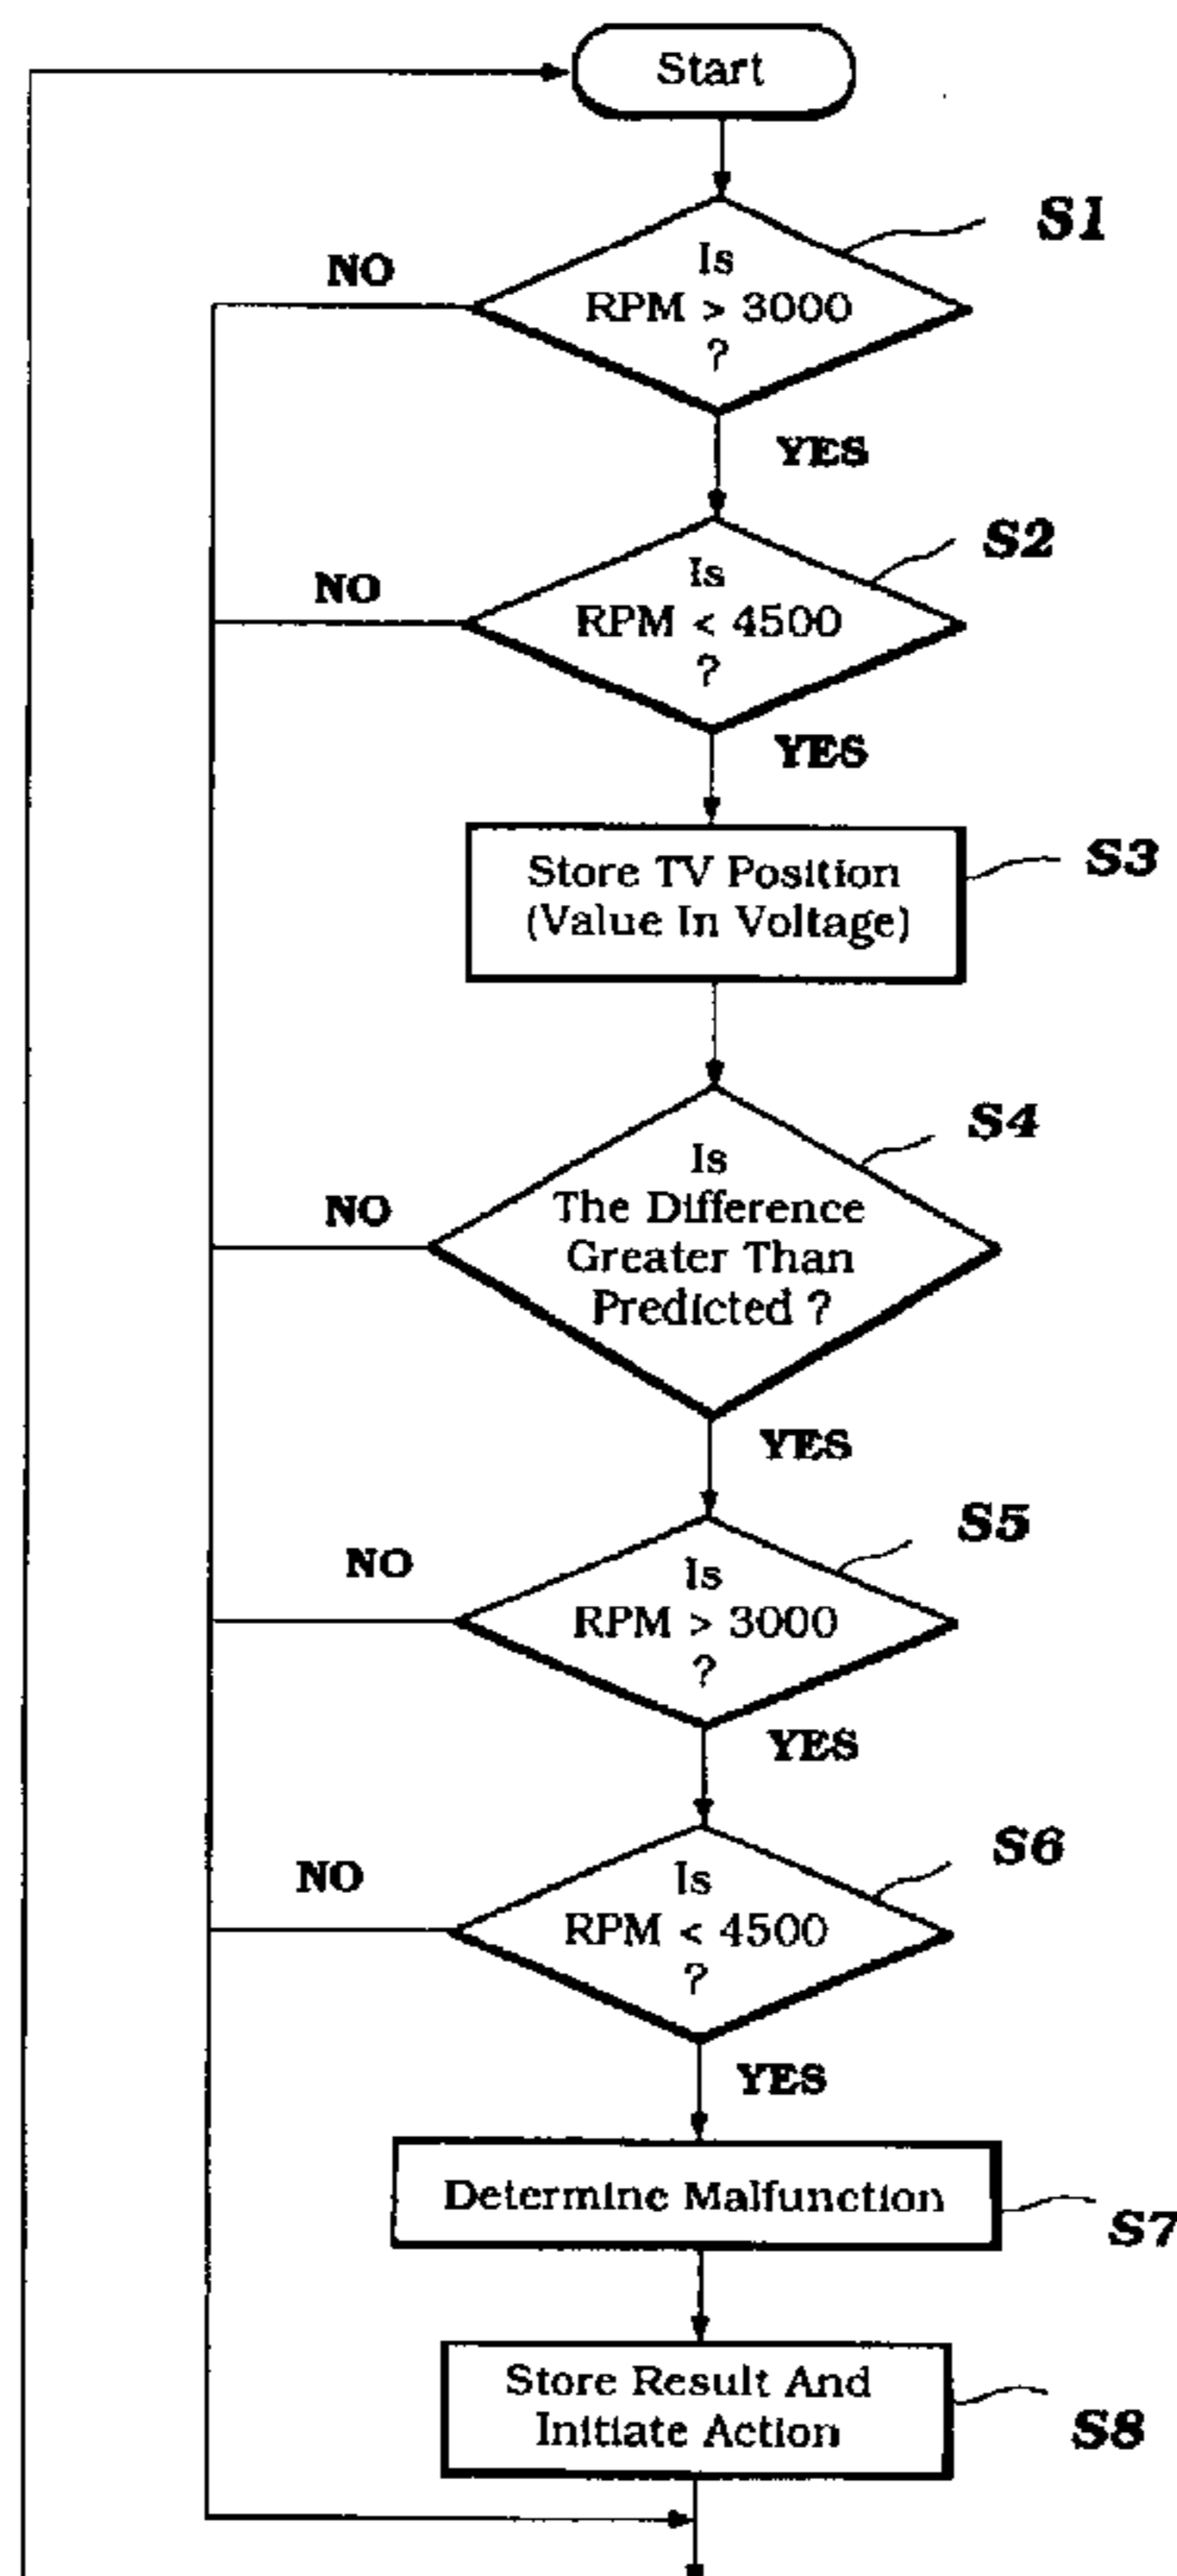 Start
S1
NO
Is
RPM > 3000
?
YES
S2
NO
Is
RPM < 4500
?
YES
S3
Store TV Position
(Value In Voltage)
S4
NO
Is
The Difference
Greater Than
Predicted ?
YES
S5
NO
Is
RPM > 3000
?
YES
S6
NO
Is
RPM < 4500
?
YES
Determine Malfunction
S7
Store Result And
Initiate Action
S8